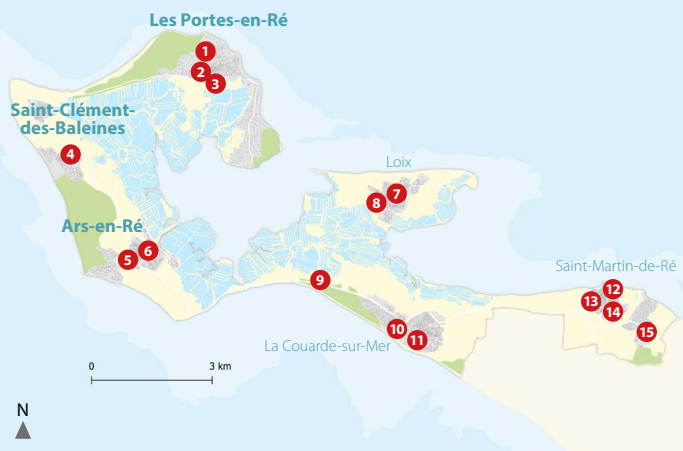 Les Portes-en-Ré
1
2
3
Saint-Clément-
des-Baleines
4
Loix
7
8
Ars-en-Ré
6
5
Saint-Martin-de-Ré
9
12
13
14
10
15
La Couarde-sur-Mer
11
0 3 km
N